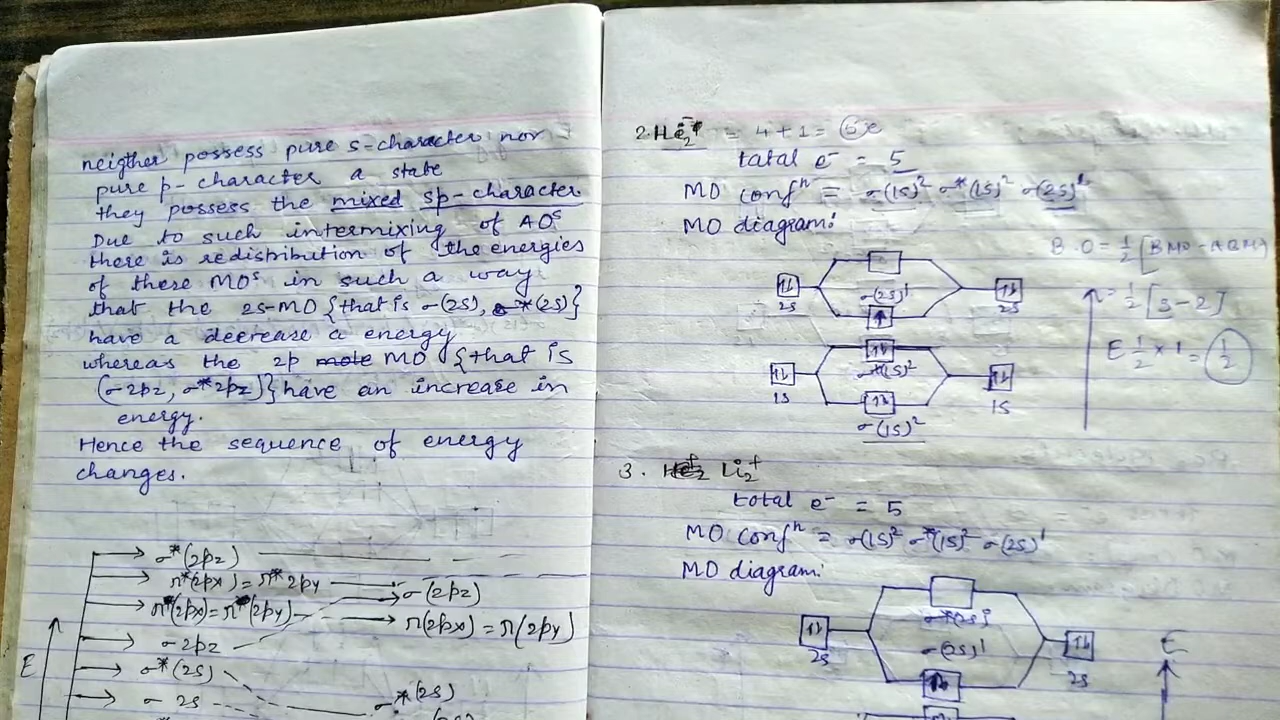 neigther possess pure s-character nor
pure p- character a state
they possess the mixed sp-character
Due to such intermixing of AOˢ
there is redistribution of the energies
of these MOˢ in such a way
that the 2s-MO {that is σ(2s), σ*(2s)}
have a decrease a energy
whereas the 2p MO {that is
(σ2pz, σ*2pz)} have an increase in
energy.
Hence the sequence of energy
changes.
σ*(2pz)
π*(2px) = π*2py
σ(2pz)
π*(2px) = π*(2py)
π(2px) = π(2py)
σ2pz
E
σ*(2s)
σ 2s
σ*(2s)
2. He₂⁻ = 4+1 = 5e
total e⁻ = 5
MO confⁿ = σ(1s)² σ*(1s)² σ(2s)¹
MO diagram:
B.O = ½ [BMO - ABMO]
= ½ [3-2]
E ½ × 1 = ½
2s
σ(2s)¹
2s
1s
σ*(1s)²
1s
σ(1s)²
3. Li₂⁺
total e⁻ = 5
MO confⁿ = σ(1s)² σ*(1s)² σ(2s)¹
MO diagram:
2s
σ(2s)¹
2s
E